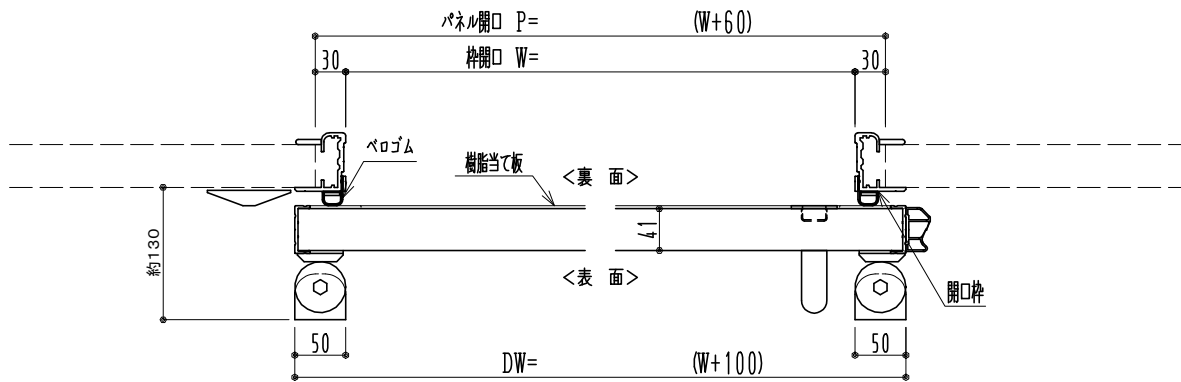 パネル開口 P= (W+60)
30 枠開口 W= 30
ベロゴム
樹脂当て板
<裏 面>
41
約130
<表 面>
開口枠
50 50
DW= (W+100)